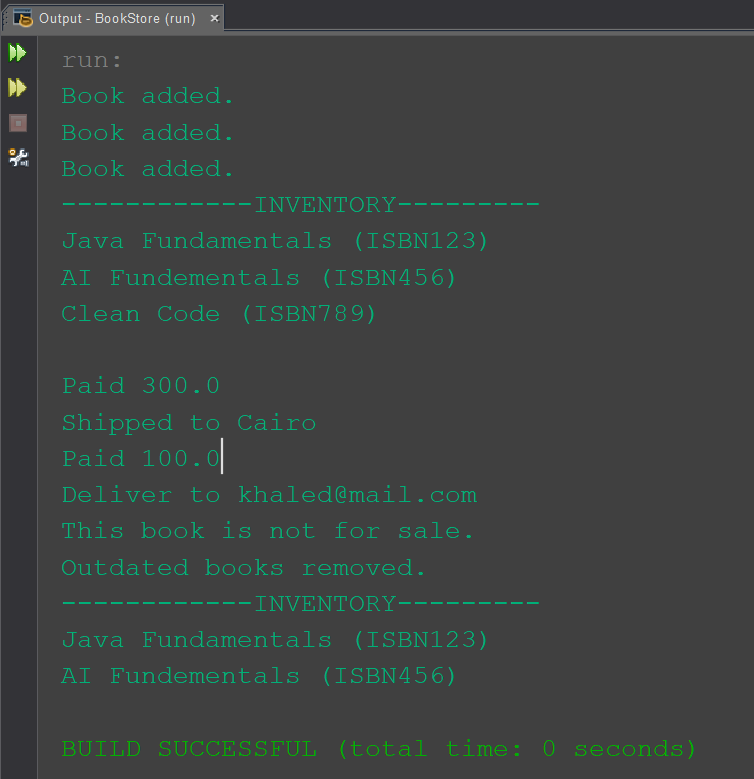 Output - BookStore (run)
run:
Book added.
Book added.
Book added.
------------INVENTORY---------
Java Fundamentals (ISBN123)
AI Fundementals (ISBN456)
Clean Code (ISBN789)
Paid 300.0
Shipped to Cairo
Paid 100.0
Deliver to khaled@mail.com
This book is not for sale.
Outdated books removed.
------------INVENTORY---------
Java Fundamentals (ISBN123)
AI Fundementals (ISBN456)
BUILD SUCCESSFUL (total time: 0 seconds)